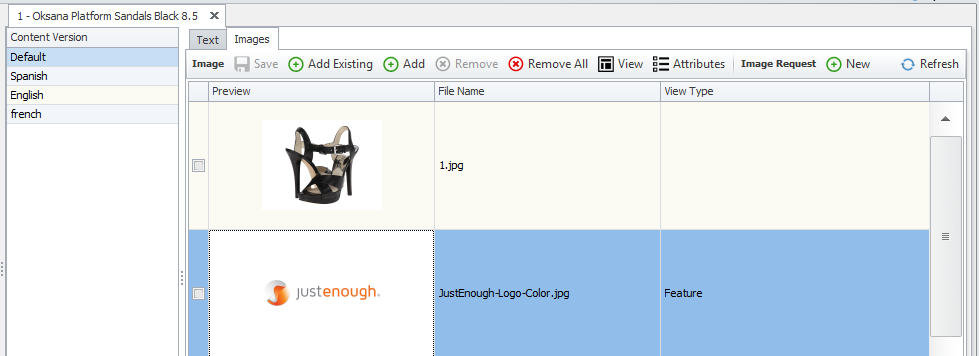 1 - Oksana Platform Sandals Black 8.5
Content Version
Default
Spanish
English
french
Text Images
Image Save Add Existing Add Remove Remove All View Attributes Image Request New Refresh
Preview File Name View Type
1.jpg
justenough JustEnough-Logo-Color.jpg Feature